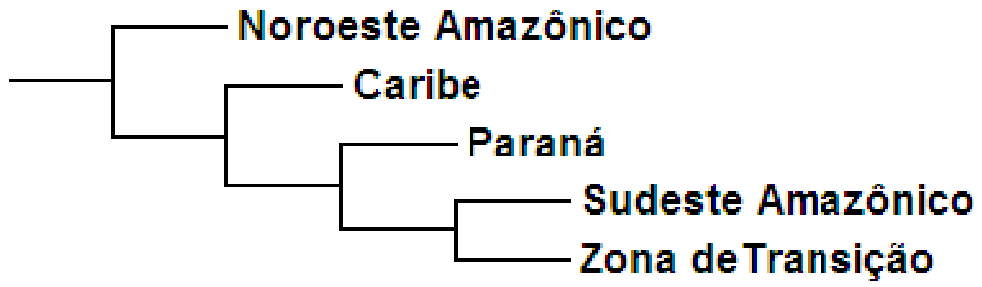 Noroeste Amazônico
Caribe
Paraná
Sudeste Amazônico
Zona deTransição